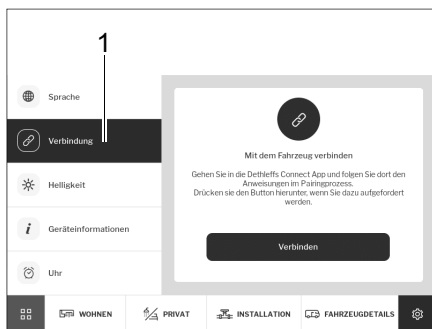 1
Sprache
Verbindung
Helligkeit
Geräteinformationen
Uhr
Mit dem Fahrzeug verbinden
Gehen Sie in die Dethleffs Connect App und folgen Sie dort den
Anweisungen im Pairingprozess.
Drücken sie den Button hierunter, wenn Sie dazu aufgefordert
werden.
Verbinden
WOHNEN
PRIVAT
INSTALLATION
FAHRZEUGDETAILS